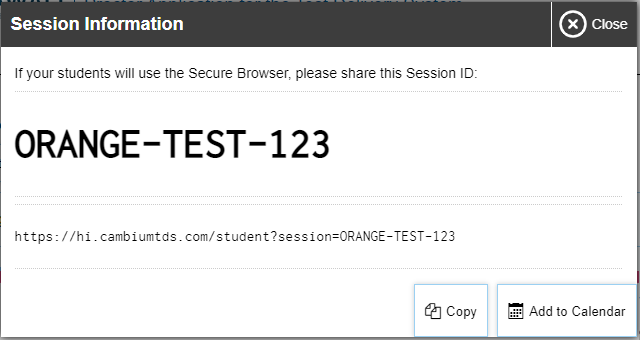 Session Information
Close
If your students will use the Secure Browser, please share this Session ID:
ORANGE-TEST-123
https://hi.cambiumtds.com/student?session=ORANGE-TEST-123
Copy
Add to Calendar